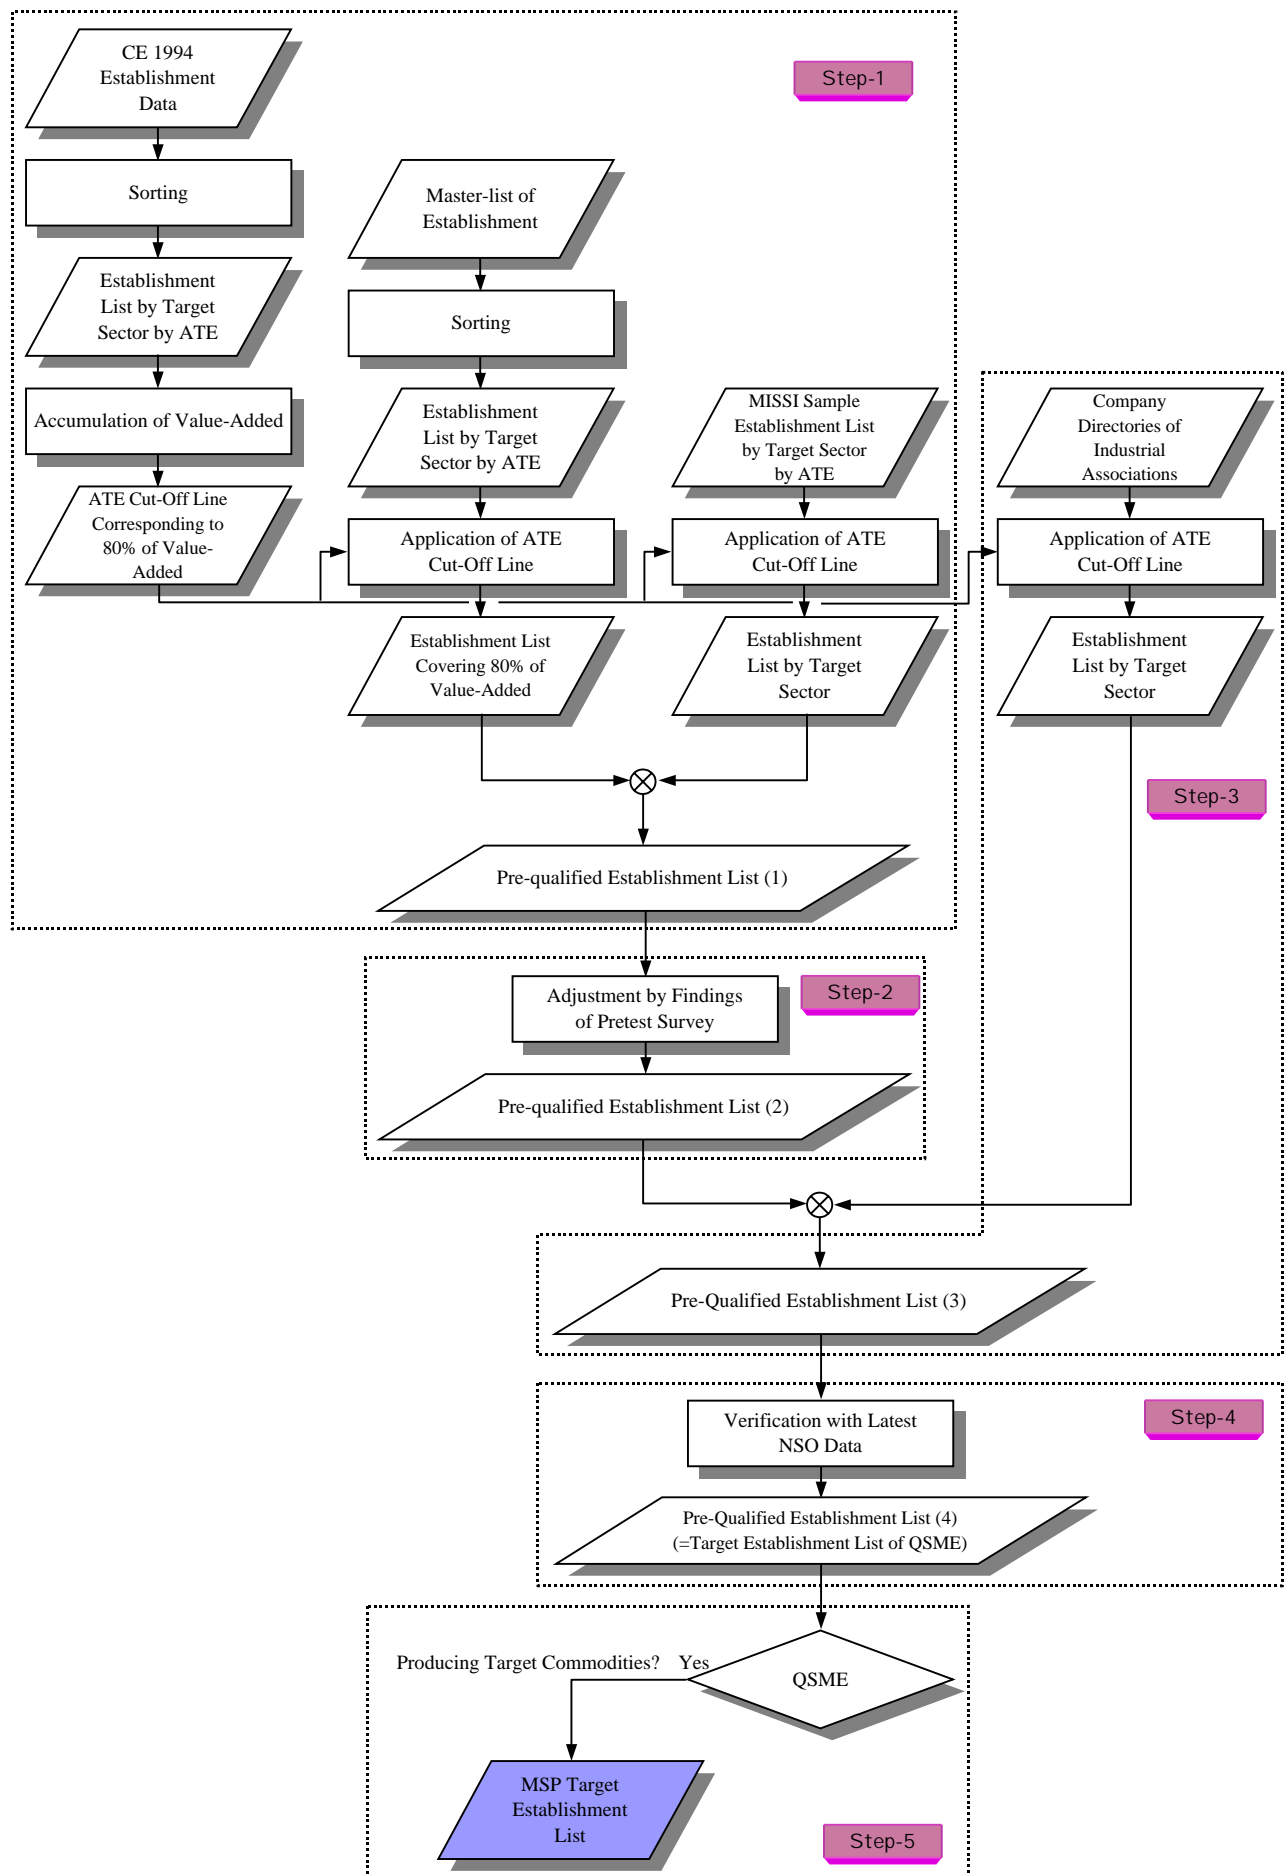 CE 1994
Establishment
Data
Step-1
Sorting
Master-list of
Establishment
Establishment
List by Target
Sector by ATE
Sorting
Accumulation of Value-Added
Establishment
List by Target
Sector by ATE
MISSI Sample
Establishment List
by Target Sector
by ATE
Company
Directories of
Industrial
Associations
ATE Cut-Off Line
Corresponding to
80% of Value-
Added
Application of ATE
Cut-Off Line
Application of ATE
Cut-Off Line
Application of ATE
Cut-Off Line
Establishment List
Covering 80% of
Value-Added
Establishment
List by Target
Sector
Establishment
List by Target
Sector
Step-3
Pre-qualified Establishment List (1)
Adjustment by Findings
of Pretest Survey
Step-2
Pre-qualified Establishment List (2)
Pre-Qualified Establishment List (3)
Verification with Latest
NSO Data
Step-4
Pre-Qualified Establishment List (4)
(=Target Establishment List of QSME)
Producing Target Commodities? Yes
QSME
MSP Target
Establishment
List
Step-5